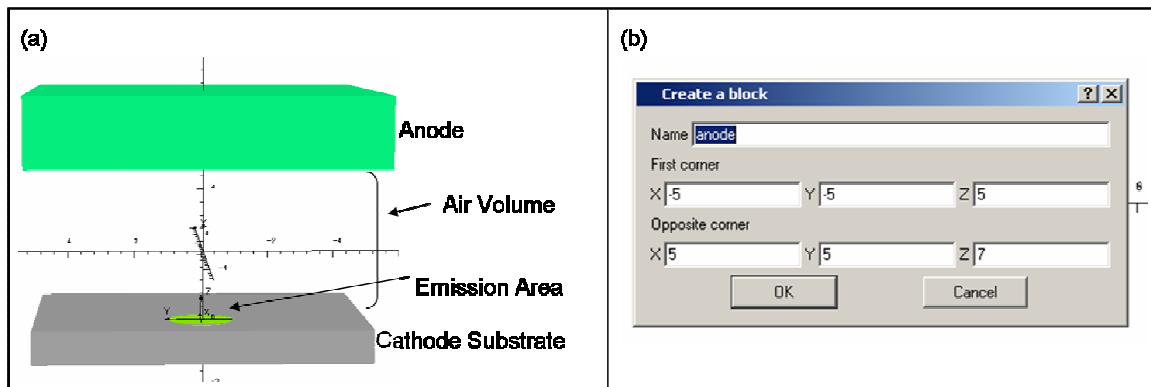 (a)
Anode
Air Volume
Emission Area
Cathode Substrate
(b)
Create a block
Name anode
First corner
X -5 Y -5 Z 5
Opposite corner
X 5 Y 5 Z 7
OK Cancel